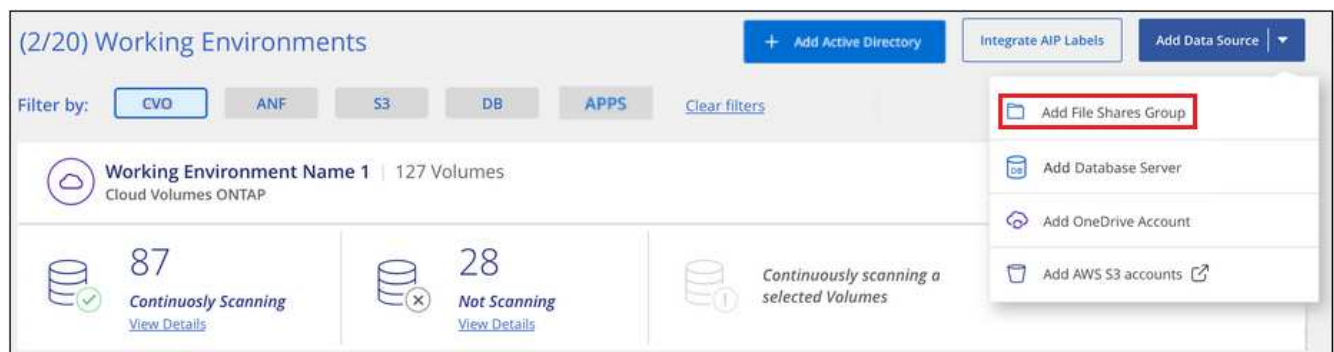 (2/20) Working Environments
+ Add Active Directory
Integrate AIP Labels
Add Data Source
Filter by: CVO ANF S3 DB APPS Clear filters
Add File Shares Group
DB Add Database Server
Add OneDrive Account
Add AWS S3 accounts
Working Environment Name 1 | 127 Volumes
Cloud Volumes ONTAP
87
Continuosly Scanning
View Details
28
Not Scanning
View Details
Continuously scanning a
selected Volumes